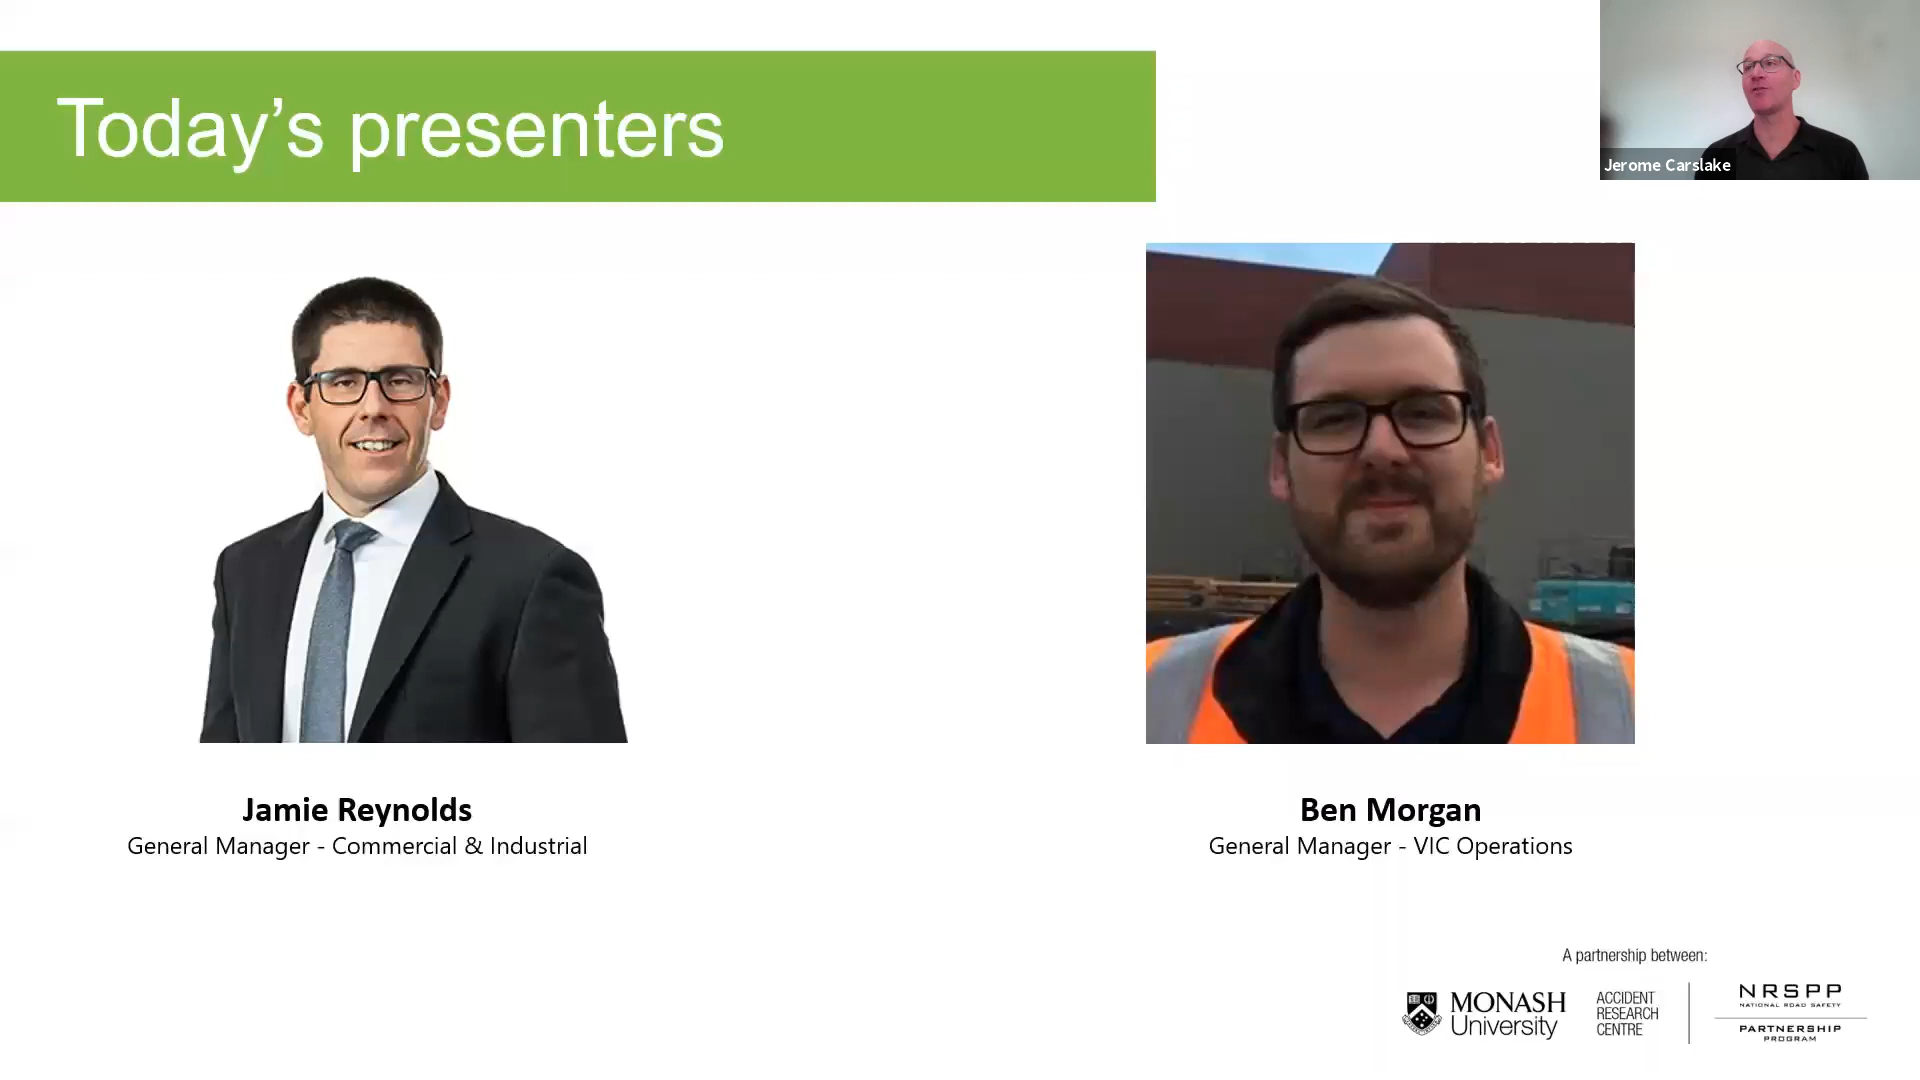 Today’s presenters
Jerome Carslake
Jamie Reynolds
General Manager - Commercial & Industrial
Ben Morgan
General Manager - VIC Operations
A partnership between:
MONASH
University
ACCIDENT
RESEARCH
CENTRE
NRSPP
NATIONAL ROAD SAFETY
PARTNERSHIP
PROGRAM